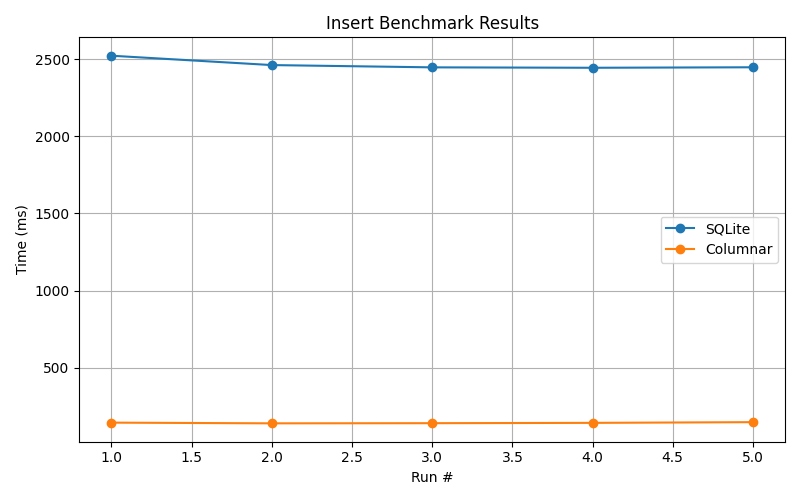 Insert Benchmark Results
Time (ms)
2500
2000
1500
1000
500
SQLite
Columnar
1.0 1.5 2.0 2.5 3.0 3.5 4.0 4.5 5.0
Run #